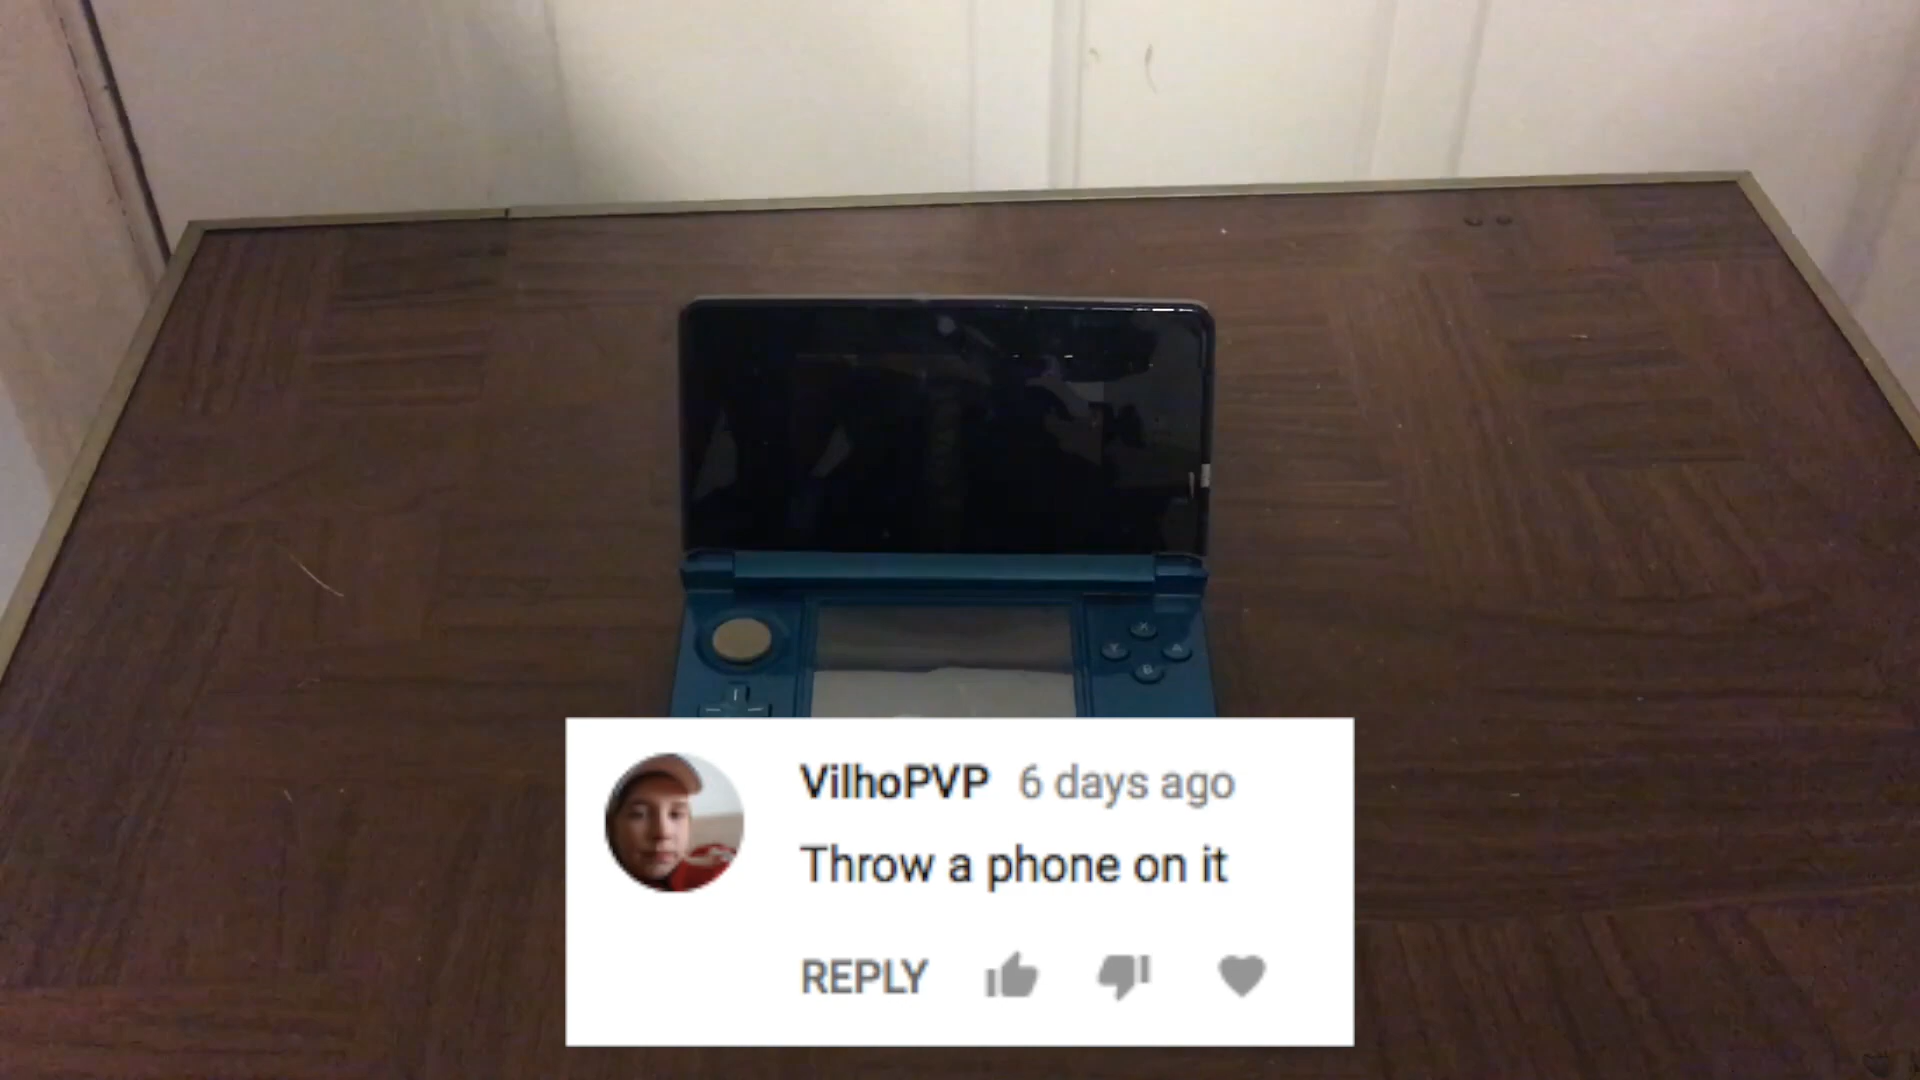 X
Y A
B
VilhoPVP 6 days ago
Throw a phone on it
REPLY